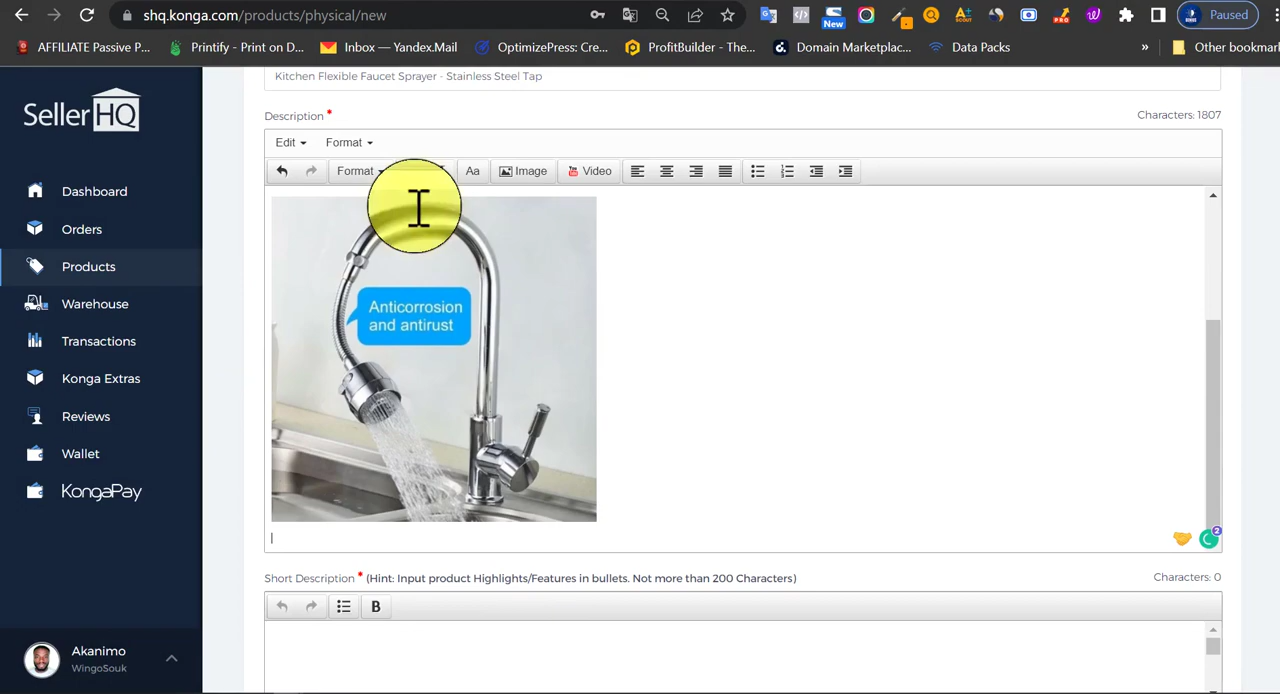 shq.konga.com/products/physical/new
New
Paused
AFFILIATE Passive P...
Printify - Print on D...
Inbox — Yandex.Mail
OptimizePress: Cre...
ProfitBuilder - The...
Domain Marketplac...
Data Packs
»
Other bookmar
SellerHQ
Dashboard
Orders
Products
Warehouse
Transactions
Konga Extras
Reviews
Wallet
KongaPay
Akanimo
WingoSouk
Kitchen Flexible Faucet Sprayer - Stainless Steel Tap
Description *
Characters: 1807
Edit
Format
Format
Aa
Image
Video
Anticorrosion
and antirust
2
Short Description * (Hint: Input product Highlights/Features in bullets. Not more than 200 Characters)
Characters: 0
B